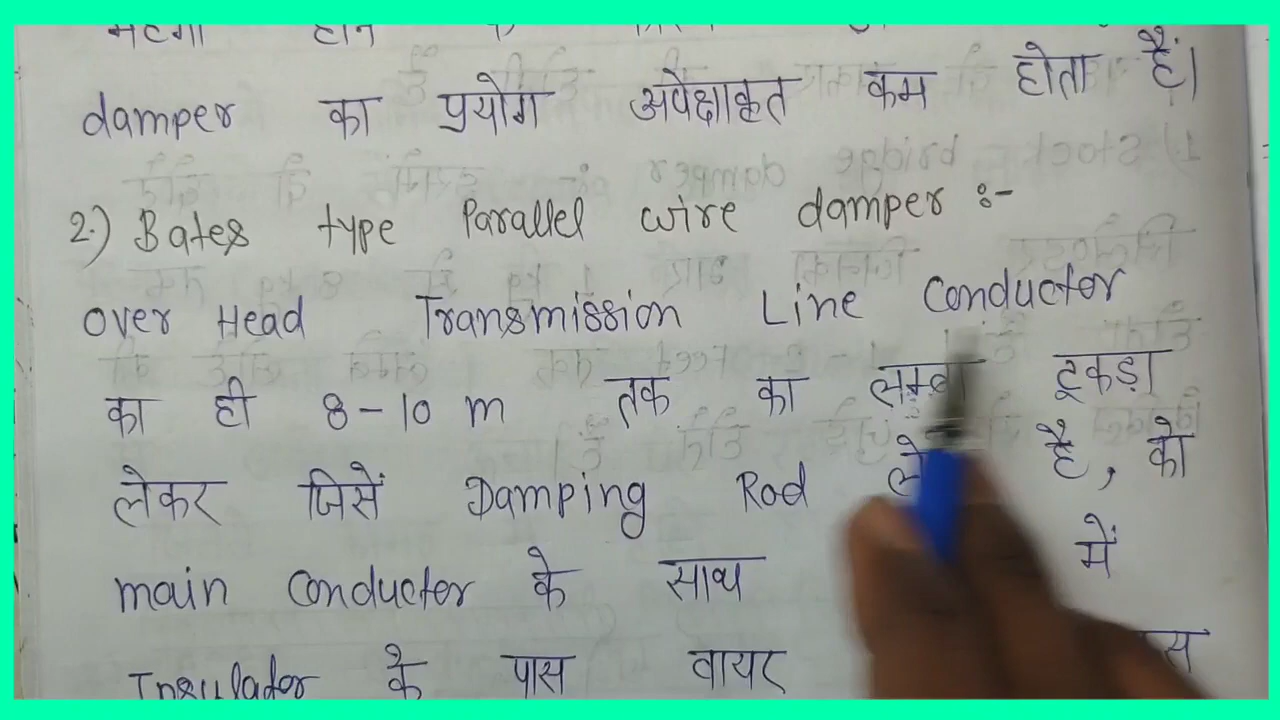 damper का प्रयोग अपेक्षाकृत कम होता हैं।
2.) Bates type Parallel wire damper :-
over Head Transmission Line Conductor
का ही 8-10 m तक का लम्बा टूकड़ा
लेकर जिसें Damping Rod है, को
main Conductor के साथ में
Insulador के पास वायर